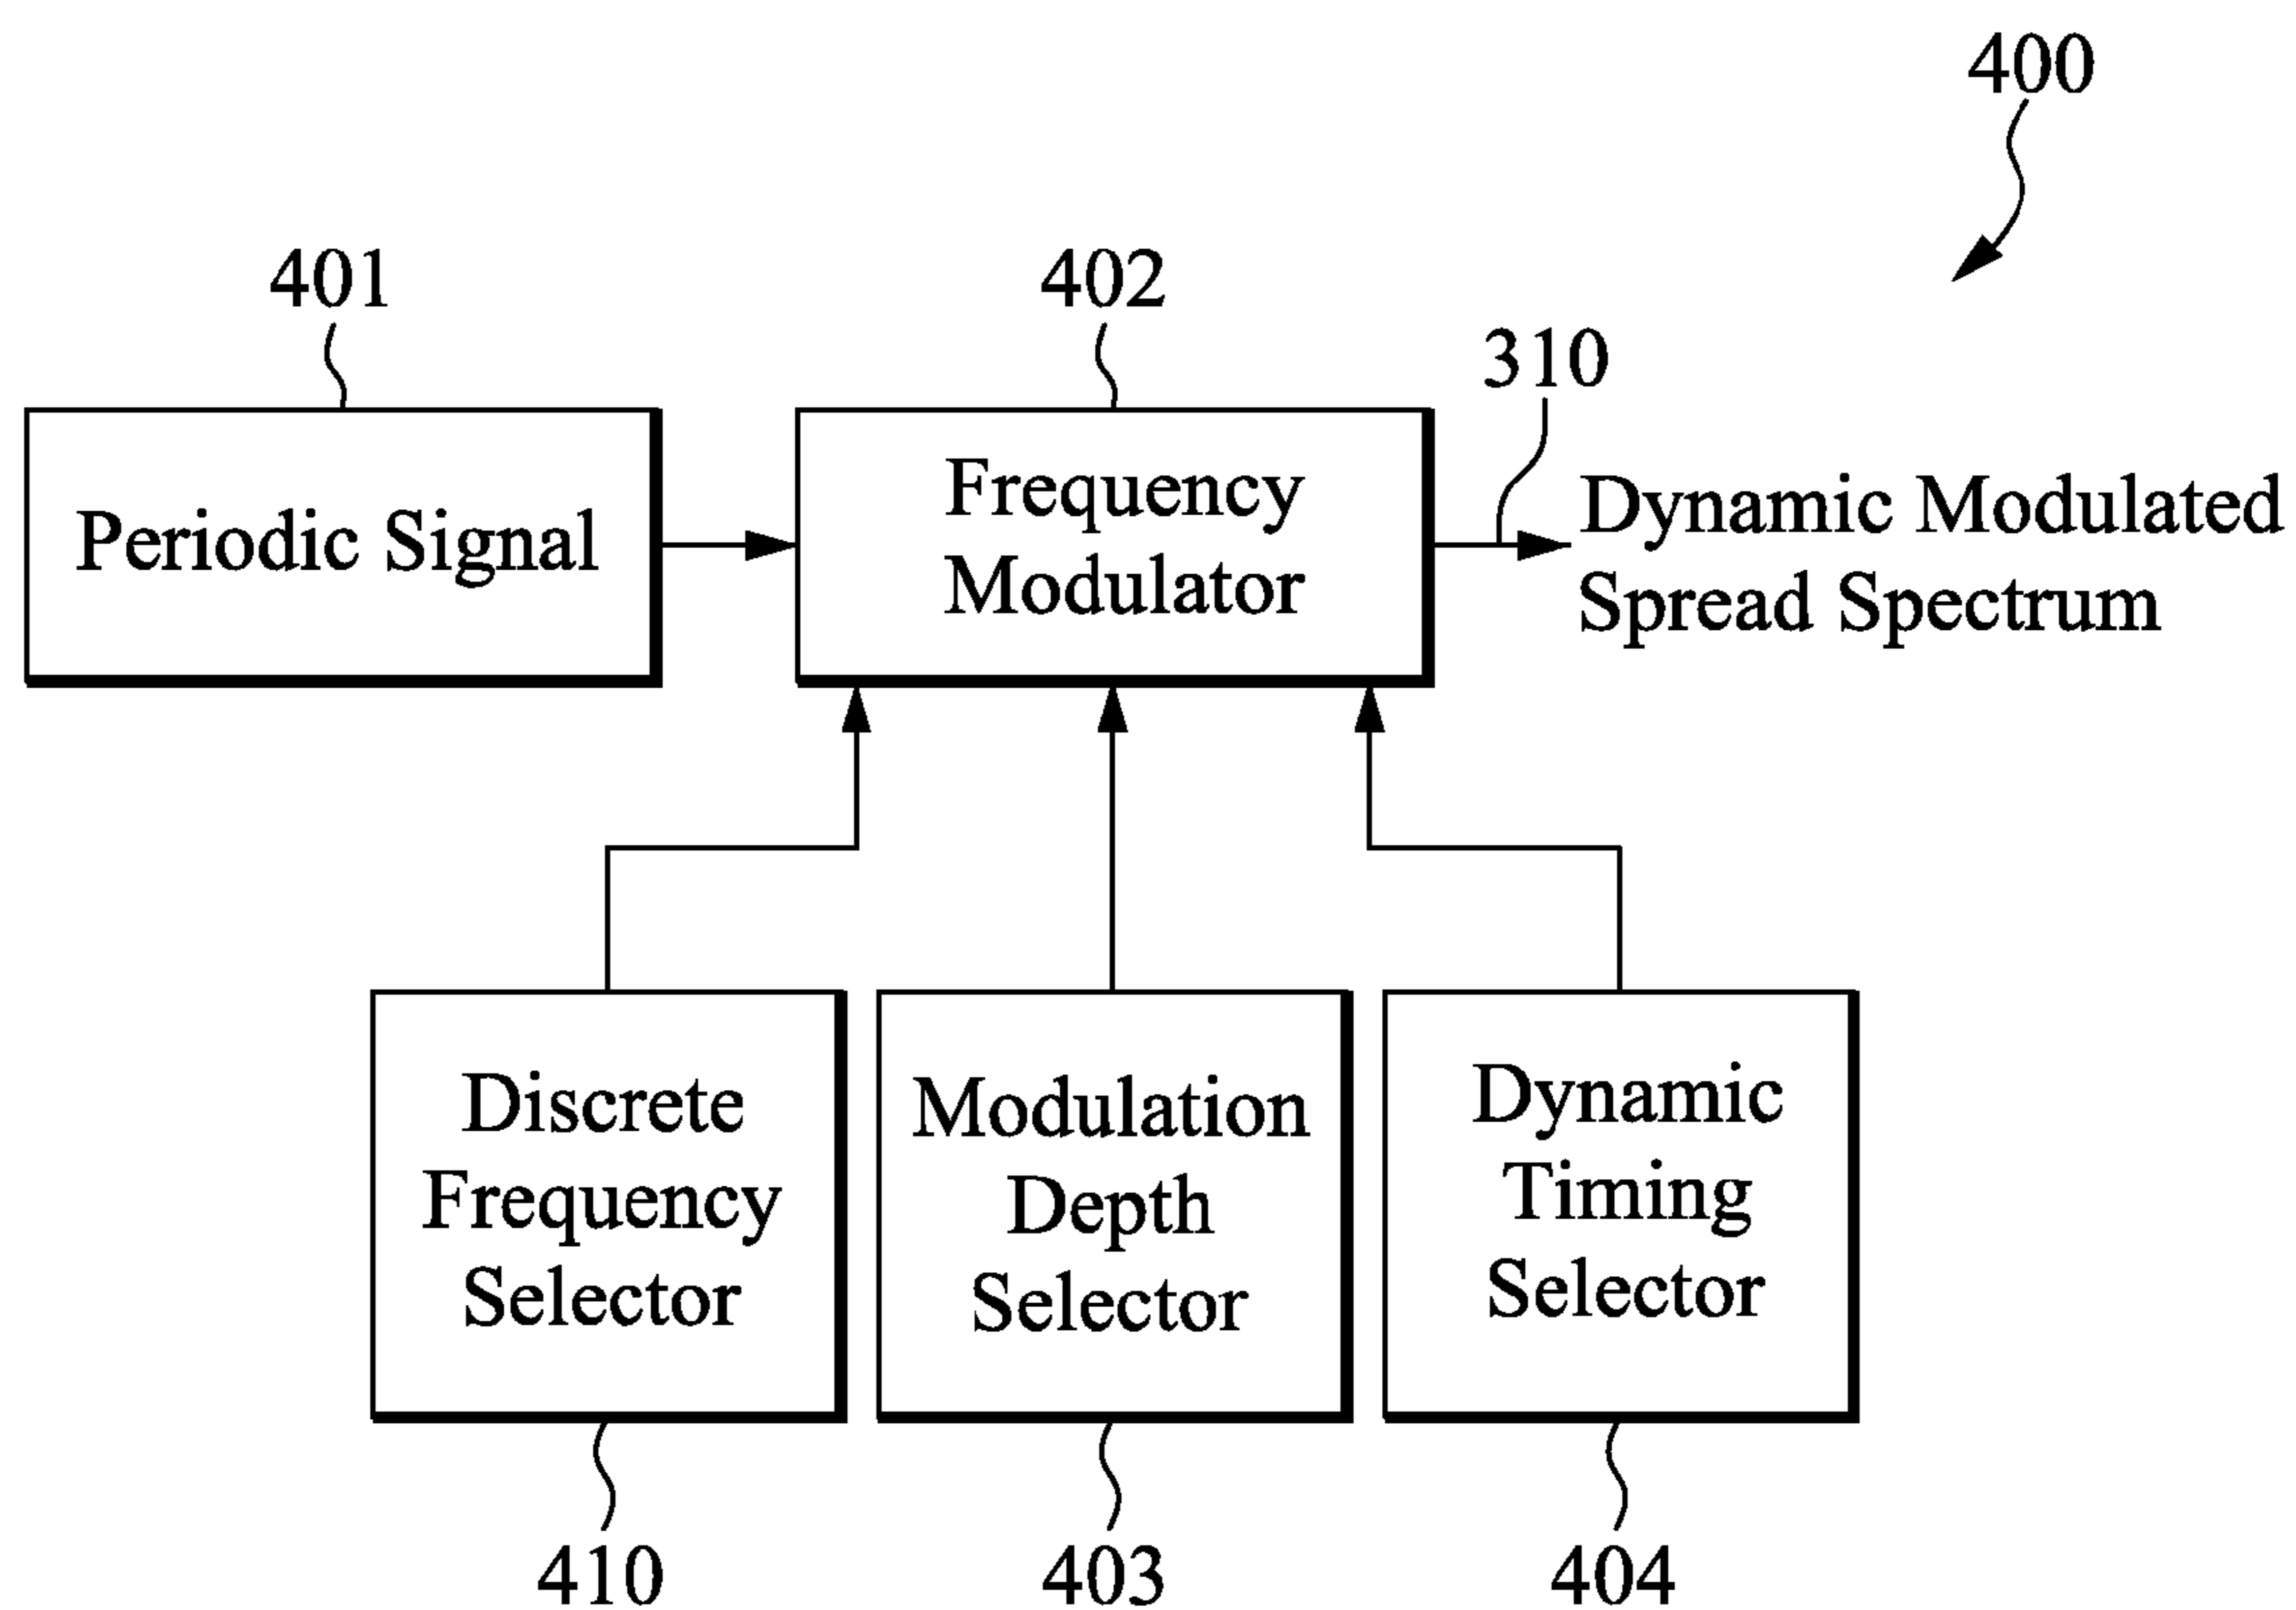 400
401
402
310
Periodic Signal
Frequency
Modulator
Dynamic Modulated
Spread Spectrum
Discrete
Frequency
Selector
Modulation
Depth
Selector
Dynamic
Timing
Selector
410
403
404